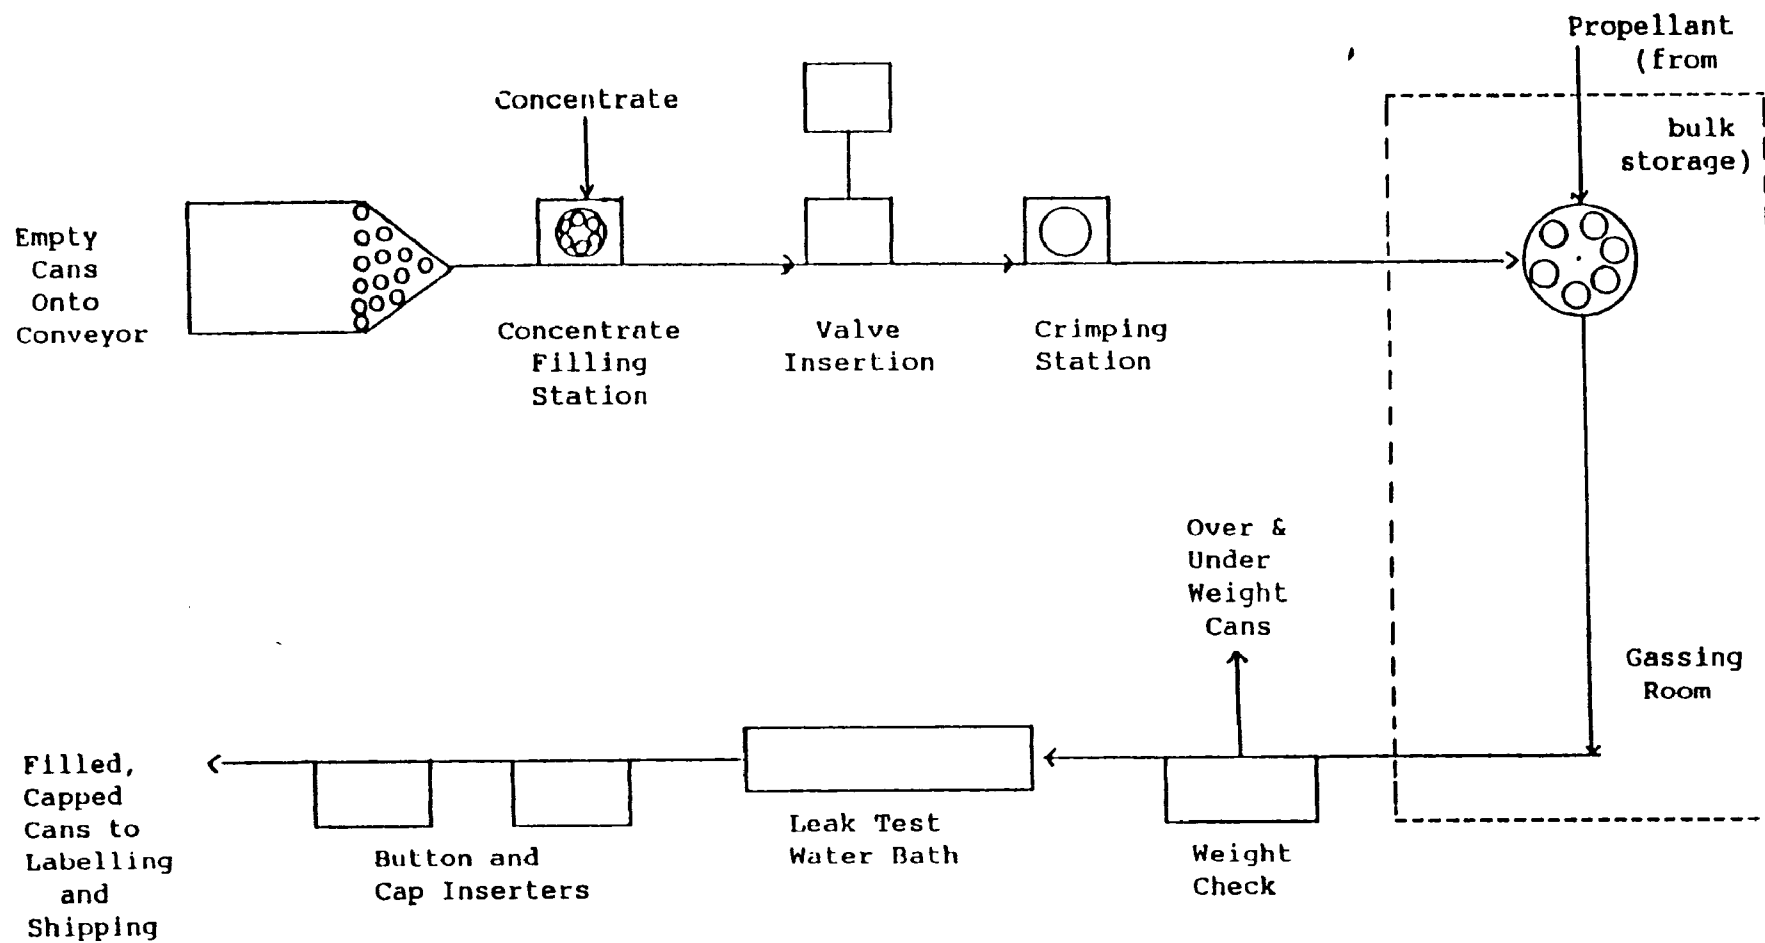 Propellant
(from
bulk
storage)
Concentrate
Empty
Cans
Onto
Conveyor
Concentrate
Filling
Station
Valve
Insertion
Crimping
Station
Over &
Under
Weight
Cans
Gassing
Room
Filled,
Capped
Cans to
Labelling
and
Shipping
Button and
Cap Inserters
Leak Test
Water Bath
Weight
Check